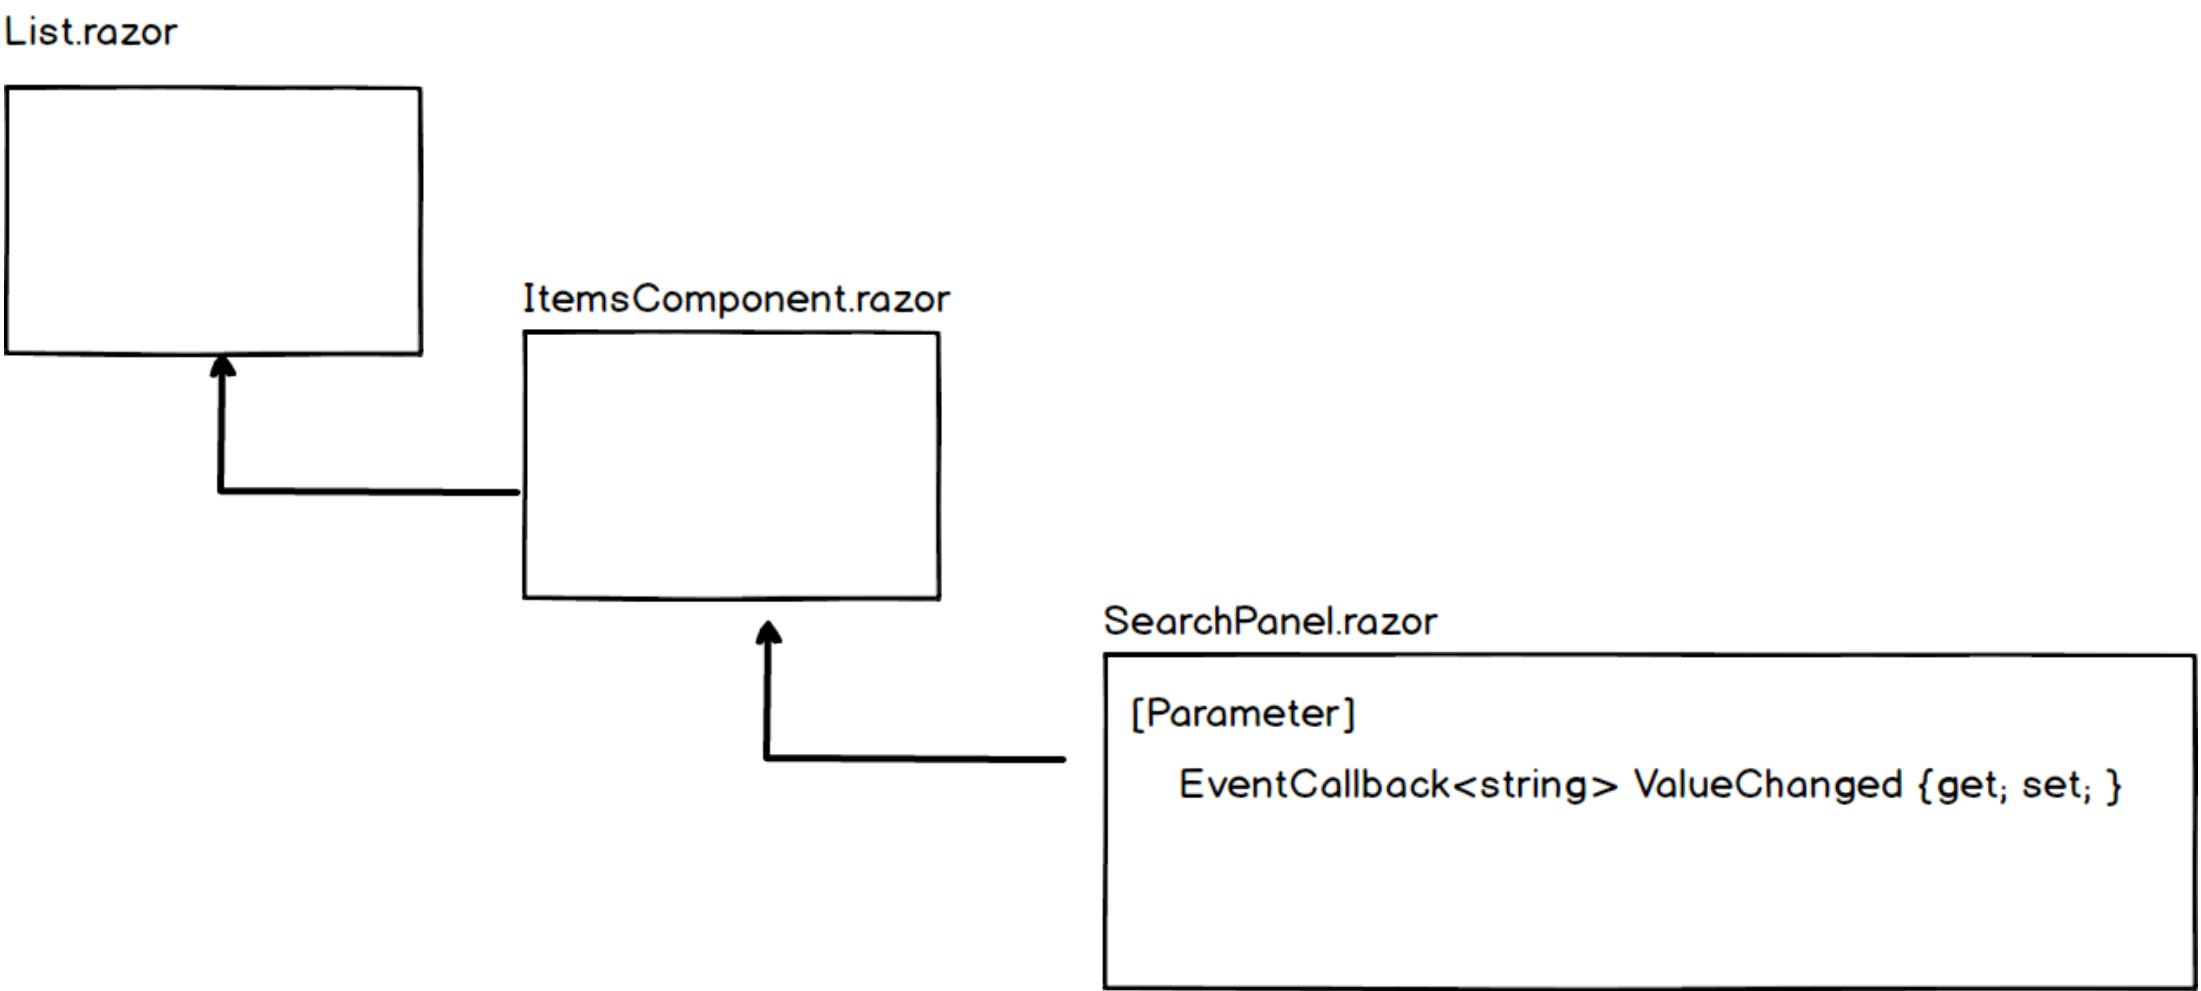 List.razor
ItemsComponent.razor
SearchPanel.razor
[Parameter]
EventCallback<string> ValueChanged {get; set; }